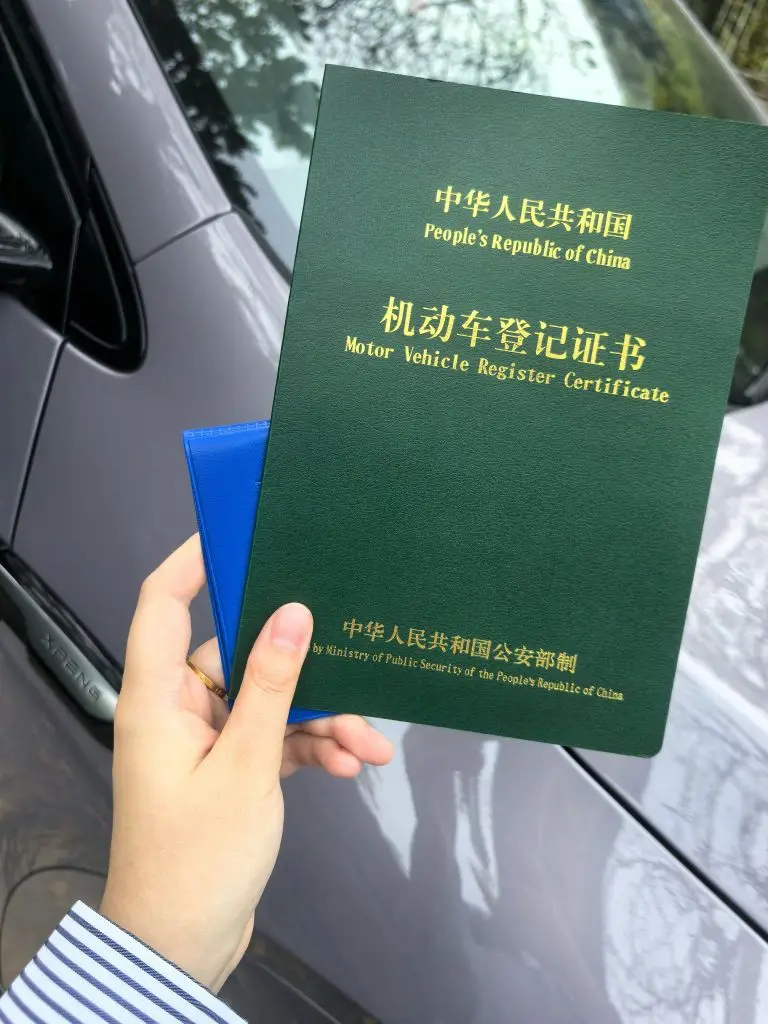 中华人民共和国
People's Republic of China
机动车登记证书
Motor Vehicle Register Certificate
中华人民共和国公安部制
by Ministry of Public Security of the People's Republic of China
XPENG